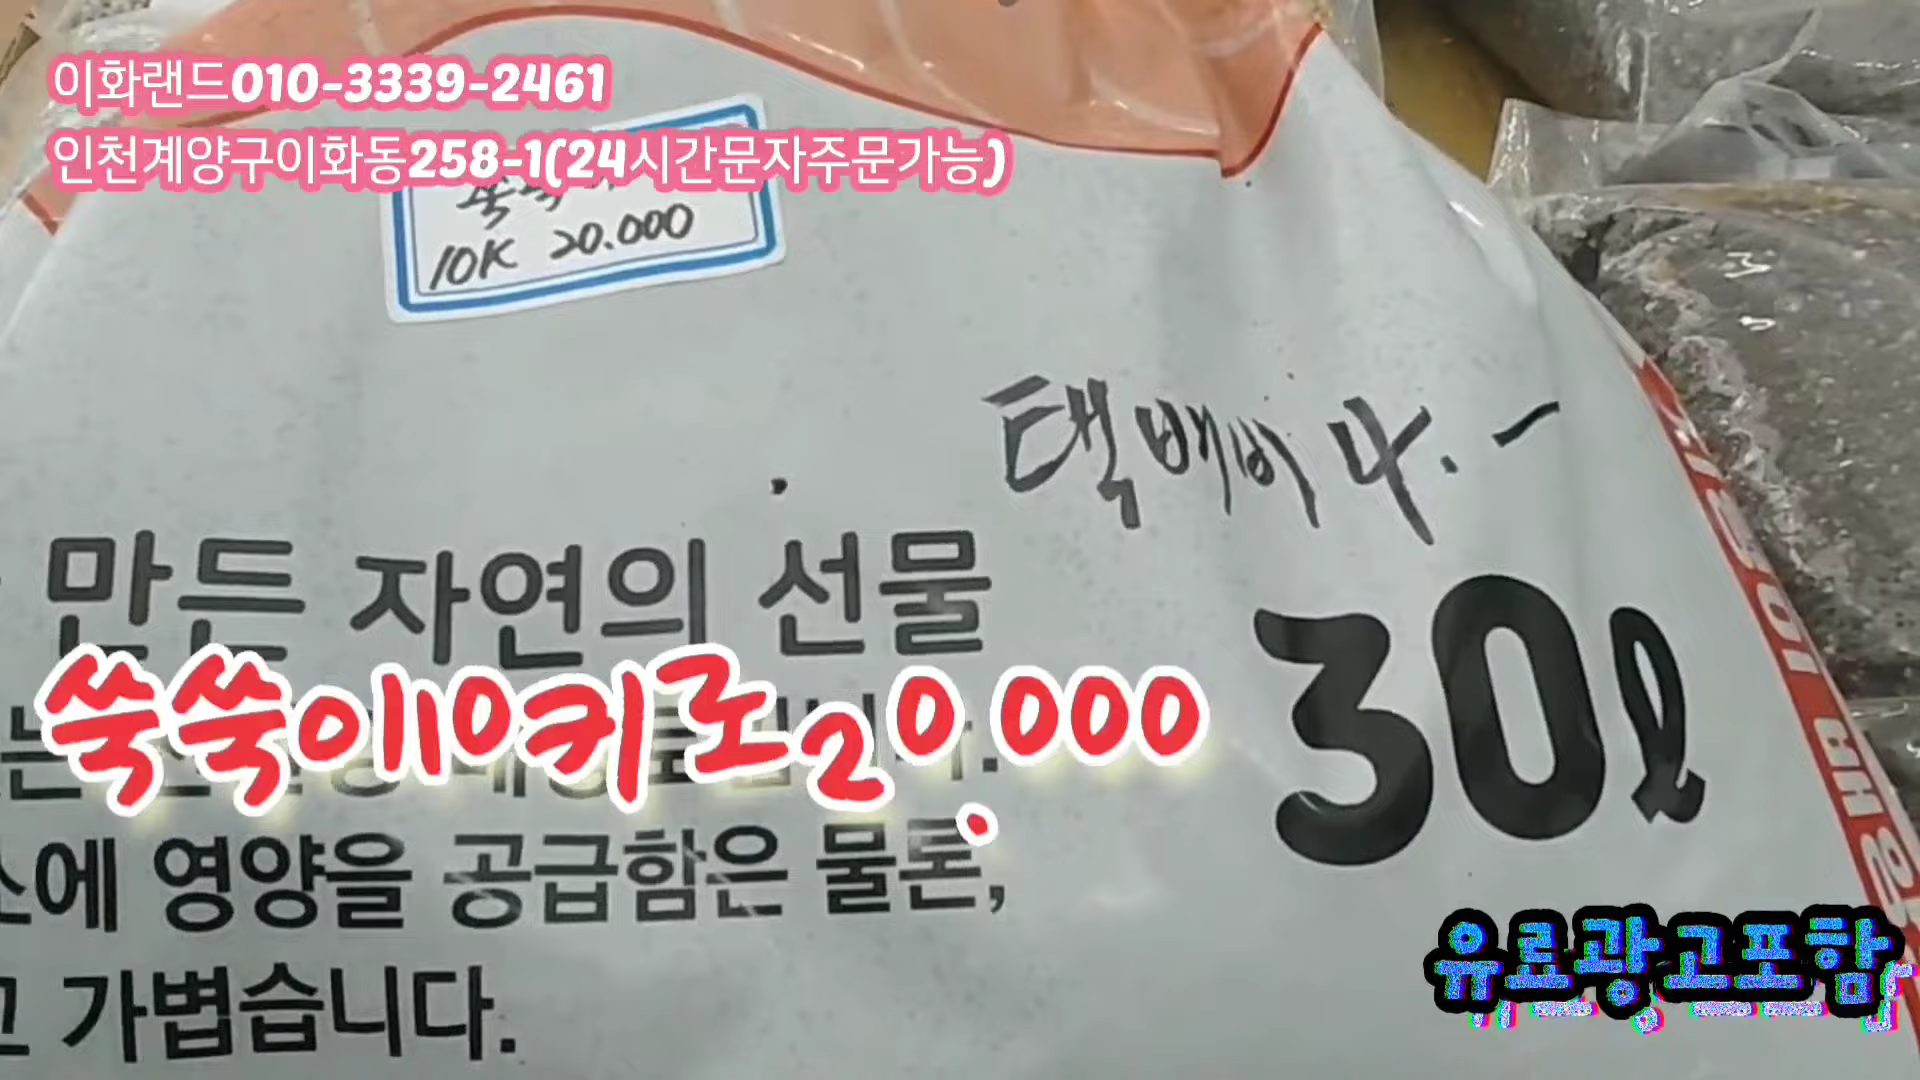 이화랜드010-3339-2461
인천계양구이화동258-1(24시간문자주문가능)
10K 20.000
택배비 4.-
만든 자연의 선물
30ℓ
쑥쑥이10키로20.000
에 영양을 공급함은 물론,
고 가볍습니다.
유료광고포함